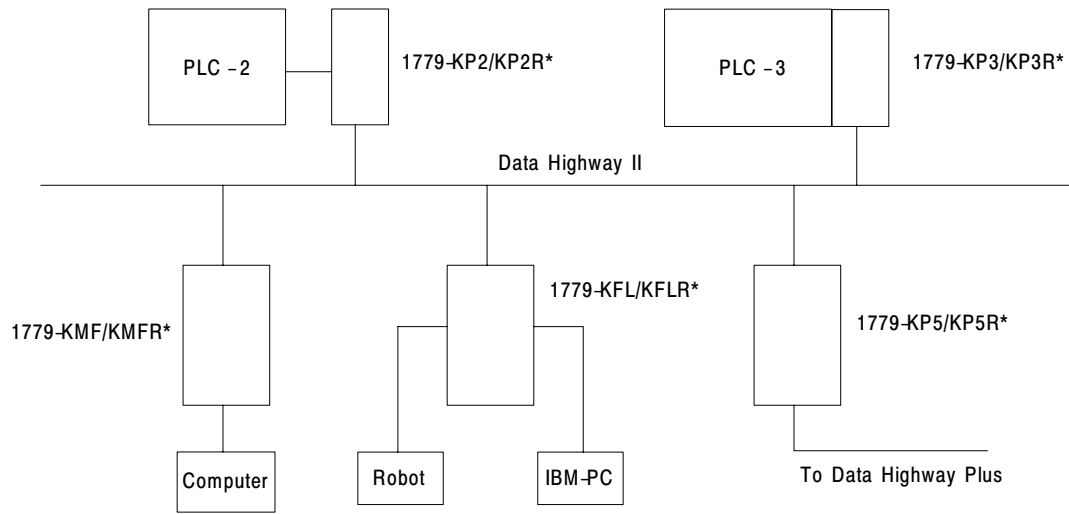 PLC -2
1779-KP2/KP2R*
PLC -3
1779-KP3/KP3R*
Data Highway II
1779-KMF/KMFR*
1779-KFL/KFLR*
1779-KP5/KP5R*
Computer
Robot
IBM-PC
To Data Highway Plus